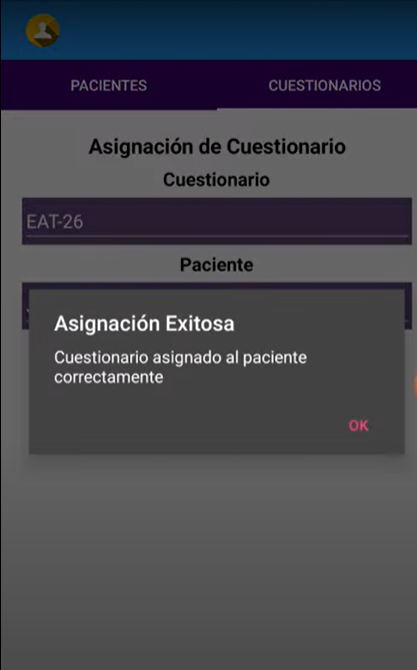 PACIENTES
CUESTIONARIOS
Asignación de Cuestionario
Cuestionario
EAT-26
Paciente
Asignación Exitosa
Cuestionario asignado al paciente
correctamente
OK